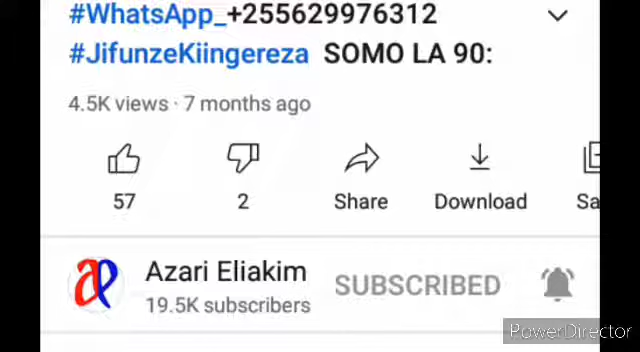 #WhatsApp_+255629976312
#JifunzeKiingereza SOMO LA 90:
4.5K views · 7 months ago
57
2
Share
Download
Sa
Azari Eliakim
19.5K subscribers
SUBSCRIBED
PowerDirector